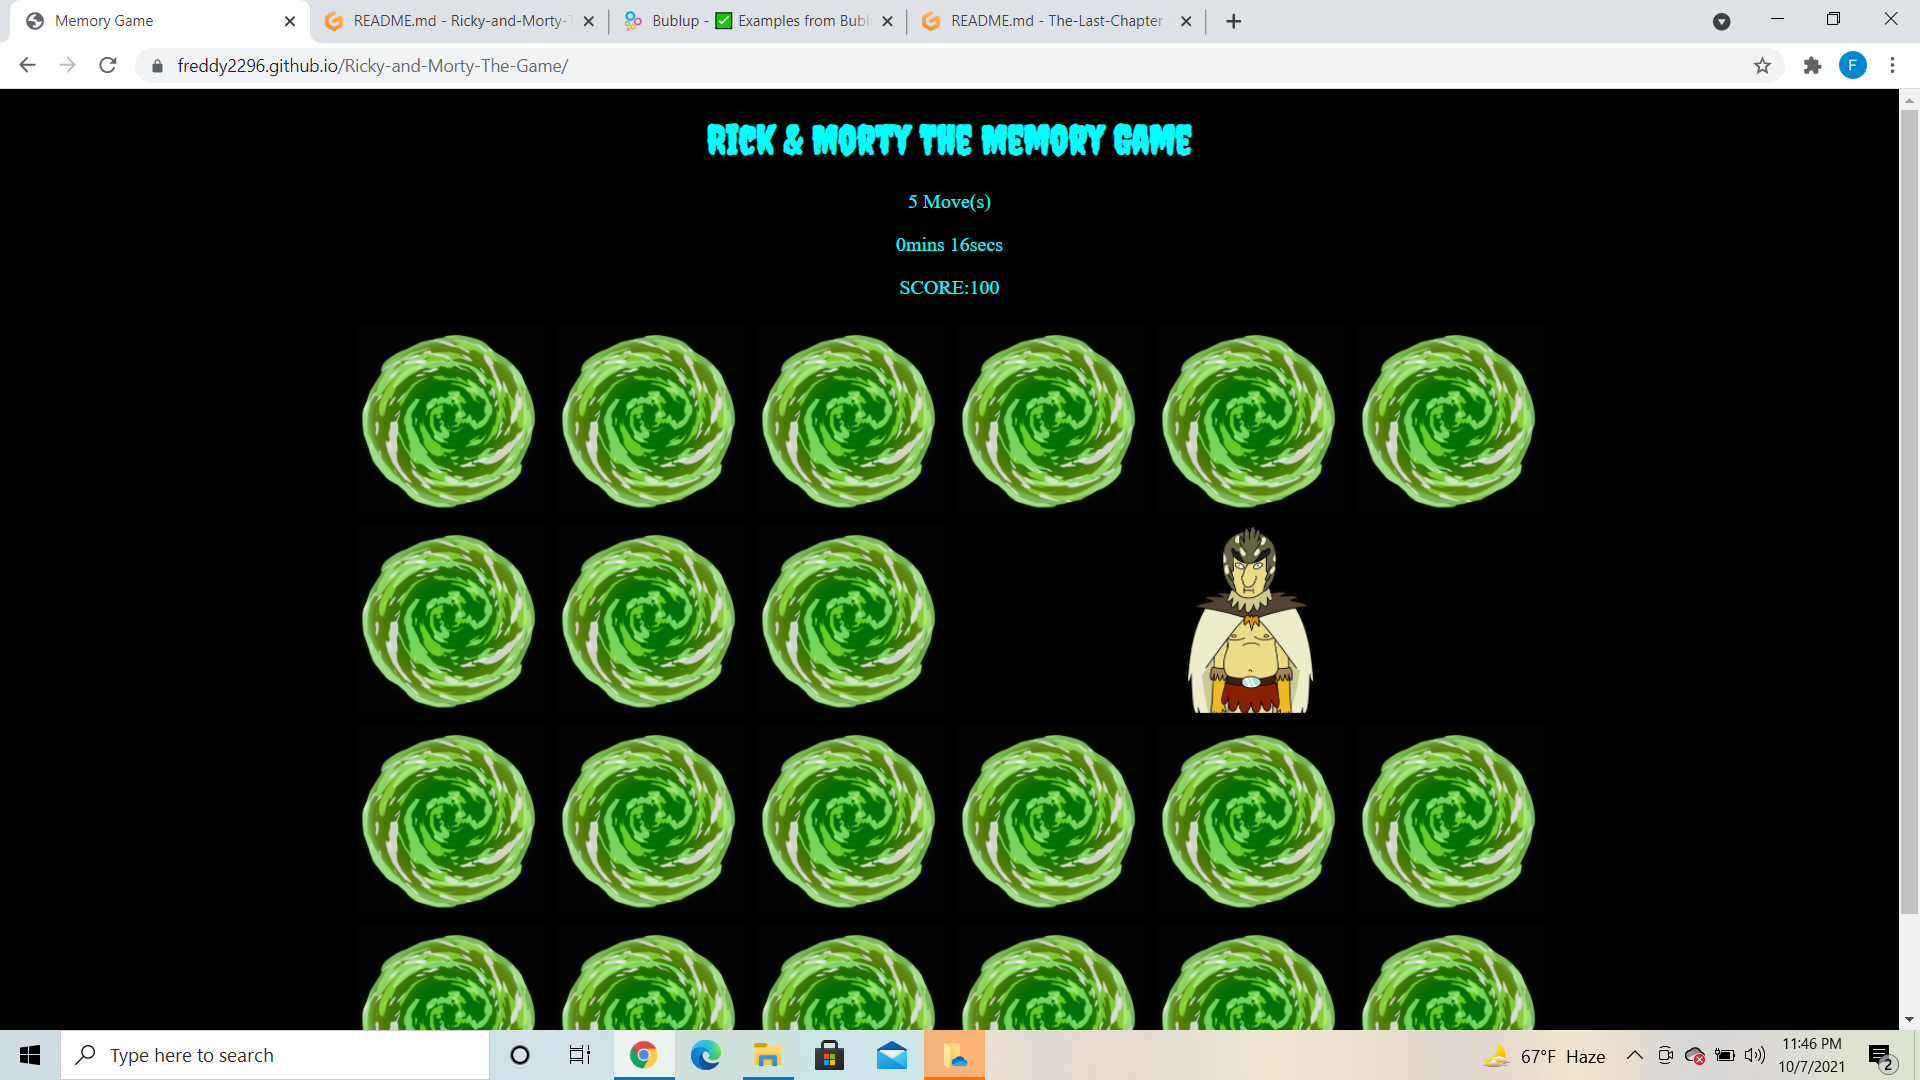 Memory Game
README.md - Ricky-and-Morty-T
Bublup - ✅ Examples from Bubl
README.md - The-Last-Chapter -
freddy2296.github.io/Ricky-and-Morty-The-Game/
F
RICK & MORTY THE MEMORY GAME
5 Move(s)
0mins 16secs
SCORE:100
Type here to search
67°F Haze
11:46 PM
10/7/2021
2